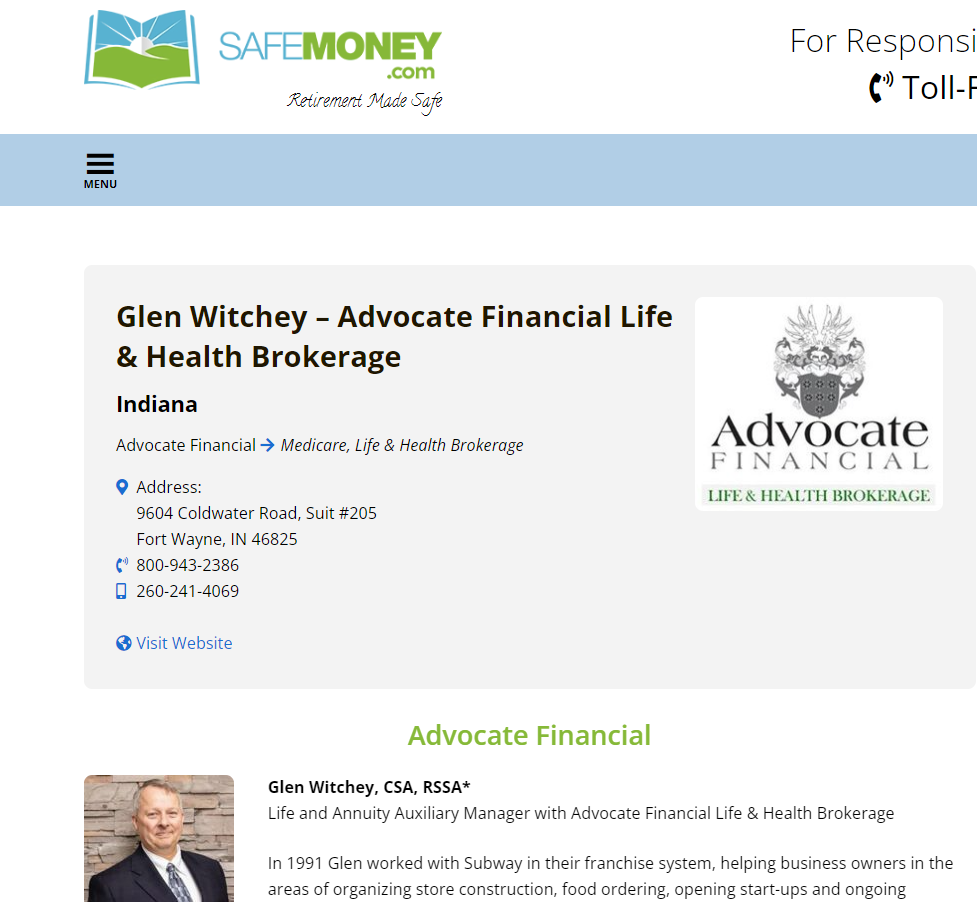 SAFEMONEY
.com
Retirement Made Safe
For Responsi
Toll-F
MENU
Glen Witchey – Advocate Financial Life
& Health Brokerage
Indiana
Advocate Financial → Medicare, Life & Health Brokerage
Address:
9604 Coldwater Road, Suit #205
Fort Wayne, IN 46825
800-943-2386
260-241-4069
Visit Website
Advocate
FINANCIAL
LIFE & HEALTH BROKERAGE
Advocate Financial
Glen Witchey, CSA, RSSA*
Life and Annuity Auxiliary Manager with Advocate Financial Life & Health Brokerage
In 1991 Glen worked with Subway in their franchise system, helping business owners in the
areas of organizing store construction, food ordering, opening start-ups and ongoing